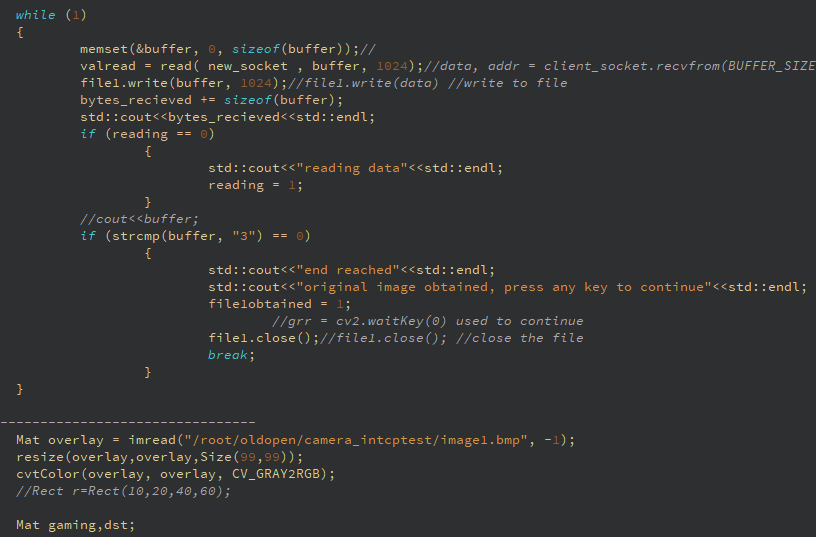 while (1)
{
memset(&buffer, 0, sizeof(buffer));//
valread = read( new_socket , buffer, 1024);//data, addr = client_socket.recvfrom(BUFFER_SIZE
file1.write(buffer, 1024);//file1.write(data) //write to file
bytes_recieved += sizeof(buffer);
std::cout<<bytes_recieved<<std::endl;
if (reading == 0)
{
std::cout<<"reading data"<<std::endl;
reading = 1;
}
//cout<<buffer;
if (strcmp(buffer, "3") == 0)
{
std::cout<<"end reached"<<std::endl;
std::cout<<"original image obtained, press any key to continue"<<std::endl;
file1obtained = 1;
//grr = cv2.waitKey(0) used to continue
file1.close();//file1.close(); //close the file
break;
}
}
--------------------------------
Mat overlay = imread("/root/oldopen/camera_intcptest/image1.bmp", -1);
resize(overlay,overlay,Size(99,99));
cvtColor(overlay, overlay, CV_GRAY2RGB);
//Rect r=Rect(10,20,40,60);
Mat gaming,dst;